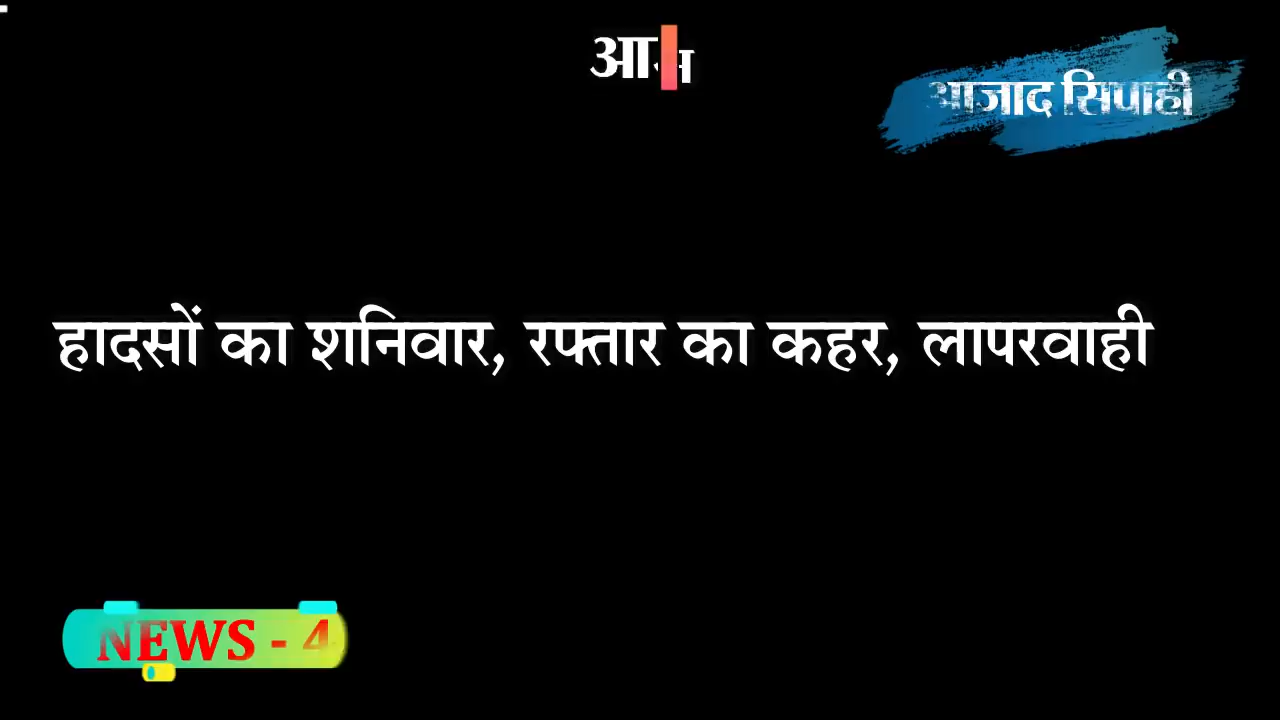 आजाद सिपाही
हादसों का शनिवार, रफ्तार का कहर, लापरवाही
NEWS - 4